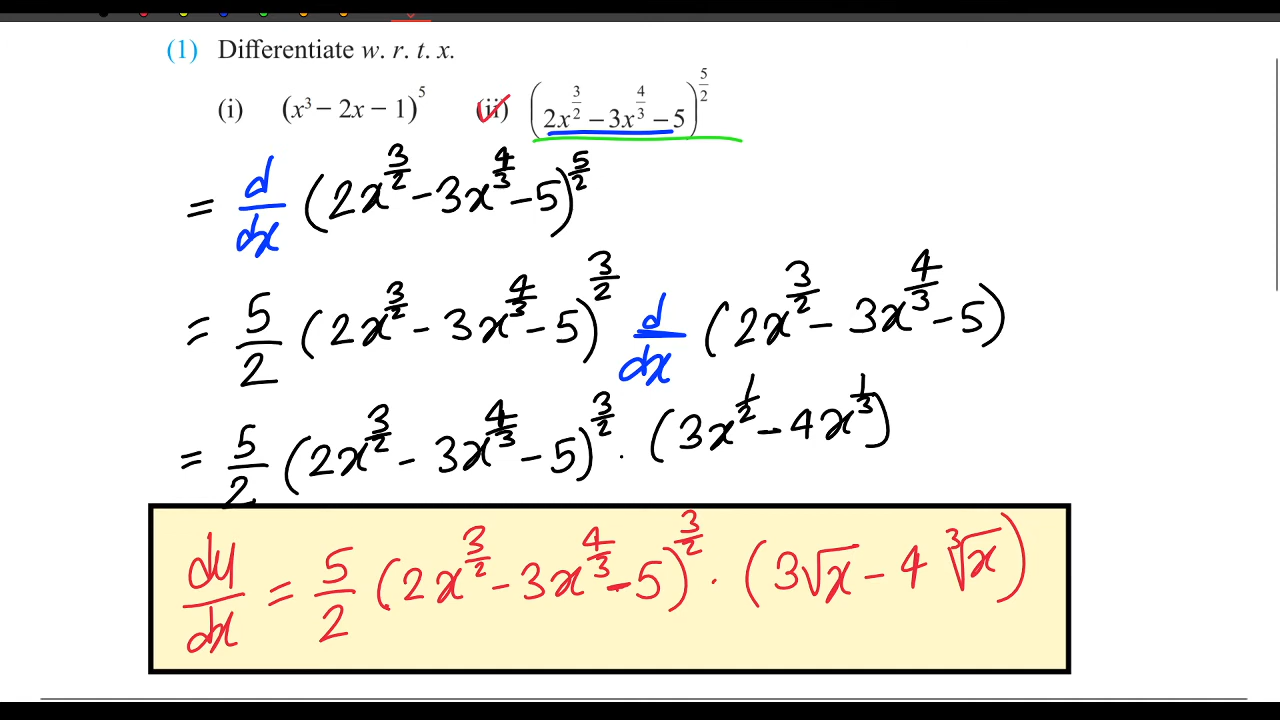 (1) Differentiate w. r. t. x.
(i) (x³ − 2x − 1)⁵ (ii) (2x^(3/2) − 3x^(4/3) − 5)^(5/2)
= d/dx (2x^(3/2) − 3x^(4/3) − 5)^(5/2)
= 5/2 (2x^(3/2) − 3x^(4/3) − 5)^(3/2) d/dx (2x^(3/2) − 3x^(4/3) − 5)
= 5/2 (2x^(3/2) − 3x^(4/3) − 5)^(3/2) · (3x^(1/2) − 4x^(1/3))
dy/dx = 5/2 (2x^(3/2) − 3x^(4/3) − 5)^(3/2) · (3√x − 4 ∛x)